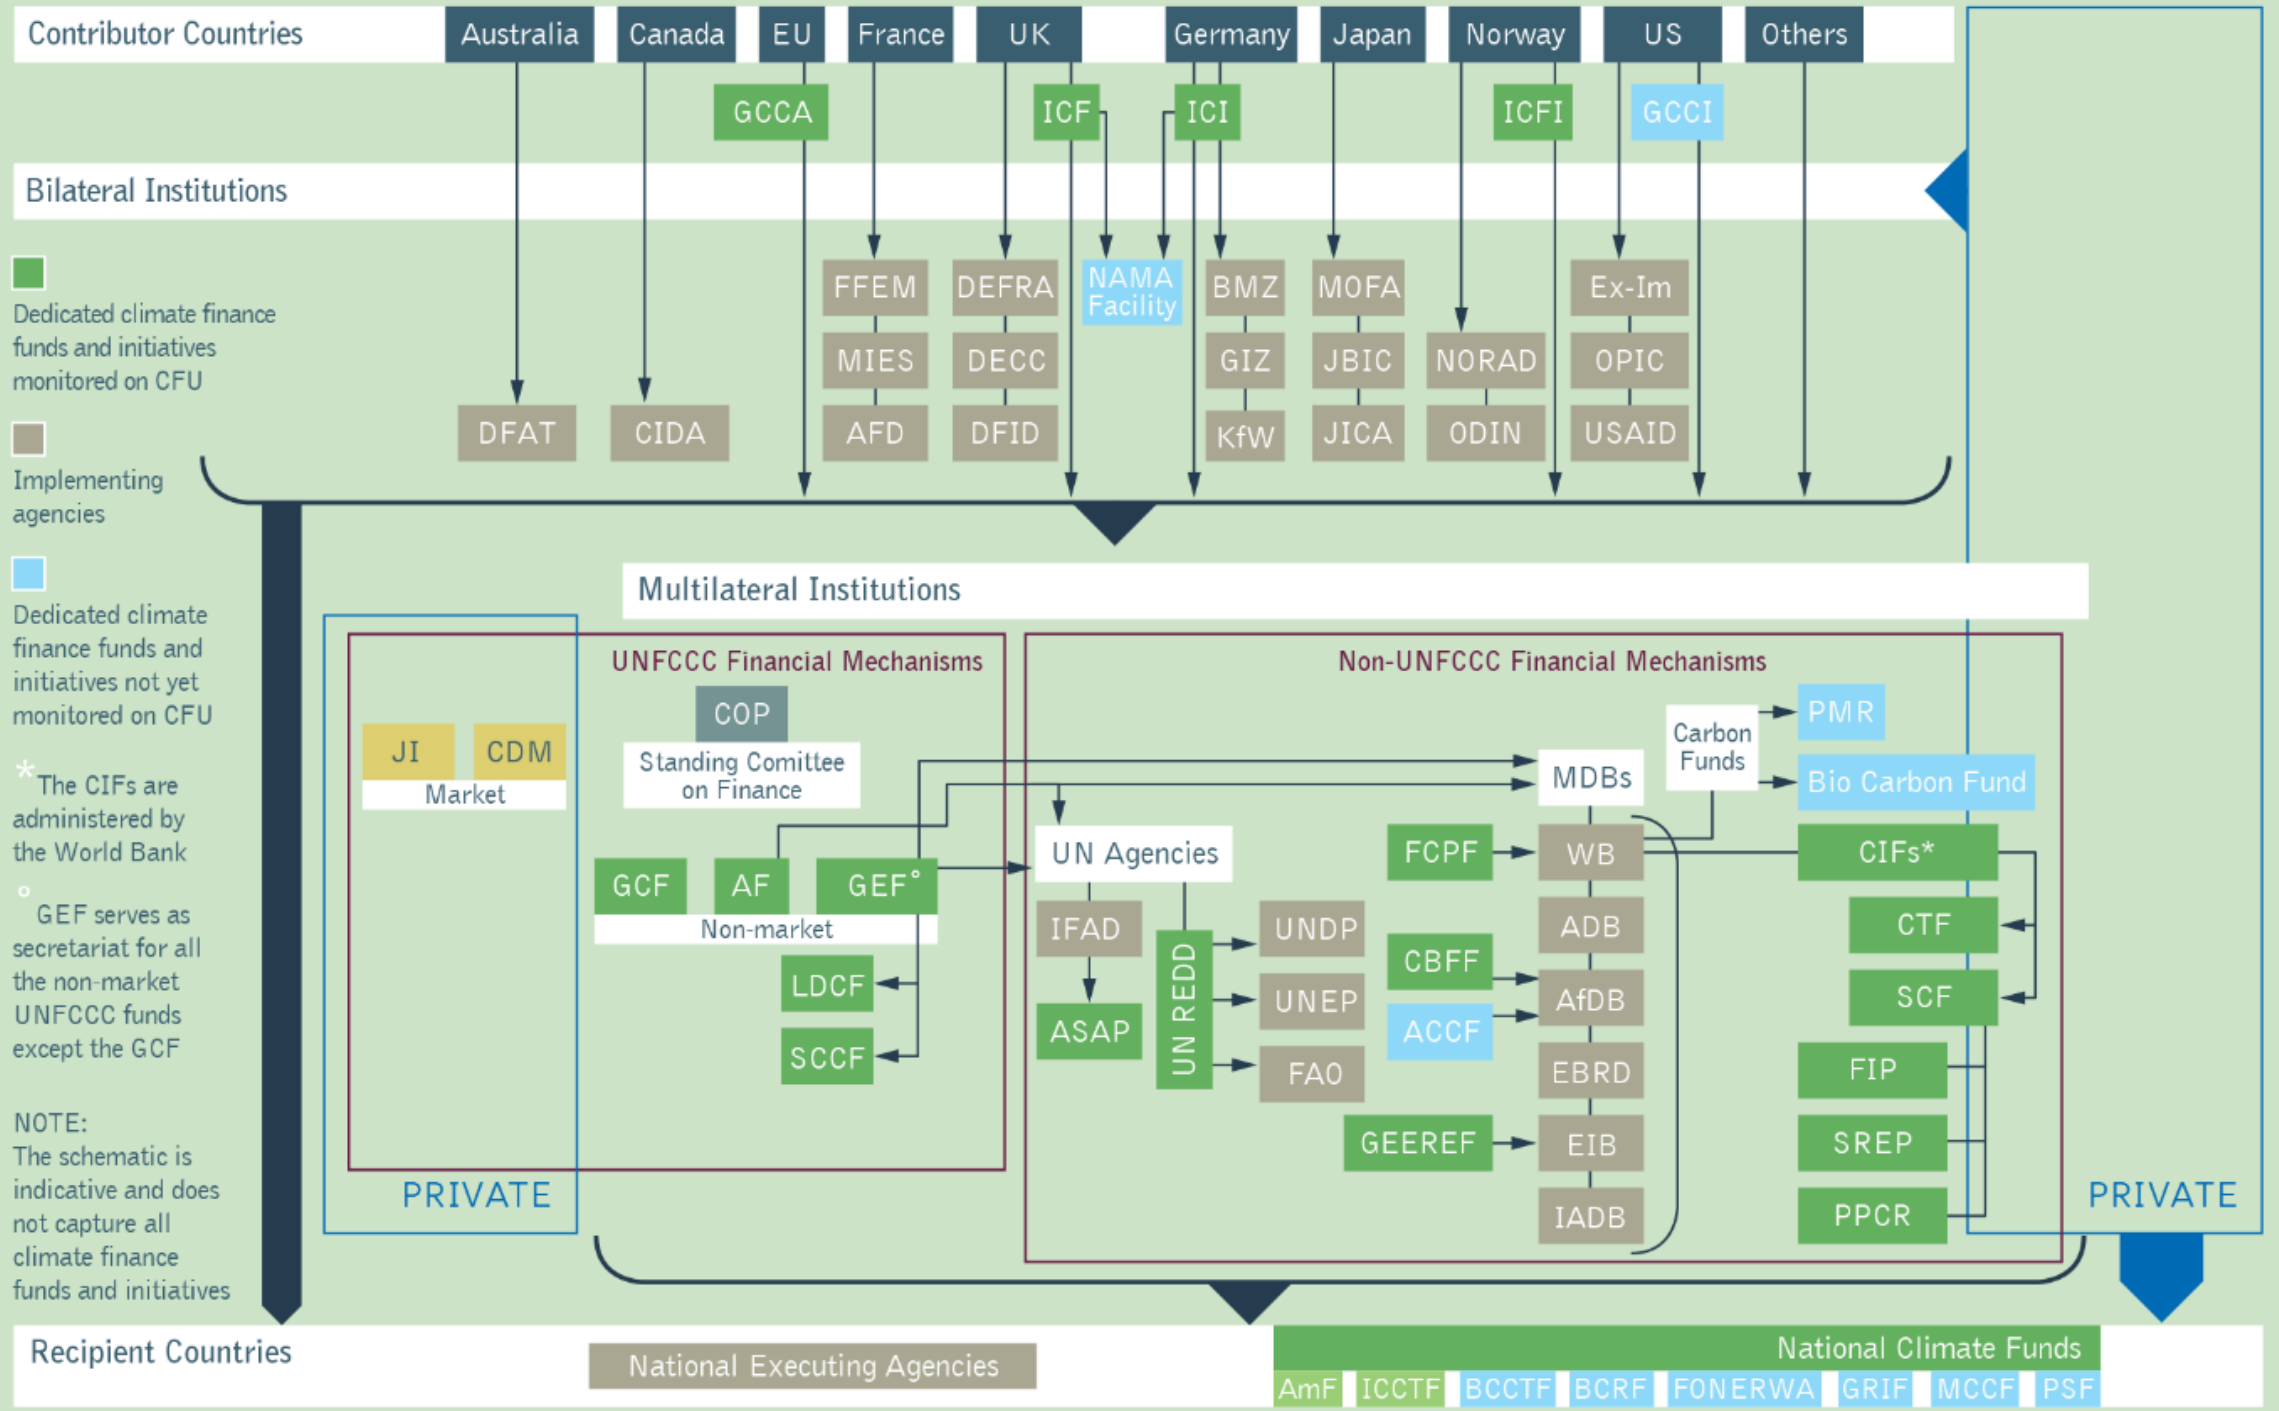 Contributor Countries
Australia
Canada
EU
France
UK
Germany
Japan
Norway
US
Others
GCCA
ICF
ICI
ICFI
GCCI
Bilateral Institutions
FFEM
DEFRA
NAMA
Facility
BMZ
MOFA
Ex-Im
MIES
DECC
GIZ
JBIC
NORAD
OPIC
DFAT
CIDA
AFD
DFID
KfW
JICA
ODIN
USAID
Dedicated climate finance
funds and initiatives
monitored on CFU
Implementing
agencies
Dedicated climate
finance funds and
initiatives not yet
monitored on CFU
*The CIFs are
administered by
the World Bank
° GEF serves as
secretariat for all
the non-market
UNFCCC funds
except the GCF
NOTE:
The schematic is
indicative and does
not capture all
climate finance
funds and initiatives
Multilateral Institutions
UNFCCC Financial Mechanisms
COP
Standing Comittee
on Finance
JI
CDM
Market
GCF
AF
GEF°
Non-market
LDCF
SCCF
PRIVATE
Non-UNFCCC Financial Mechanisms
MDBs
Carbon
Funds
PMR
Bio Carbon Fund
UN Agencies
FCPF
WB
CIFs*
IFAD
UN REDD
UNDP
ADB
CTF
CBFF
UNEP
AfDB
SCF
ASAP
ACCF
FAO
EBRD
FIP
GEEREF
EIB
SREP
IADB
PPCR
PRIVATE
Recipient Countries
National Executing Agencies
National Climate Funds
AmF
ICCTF
BCCTF
BCRF
FONERWA
GRIF
MCCF
PSF